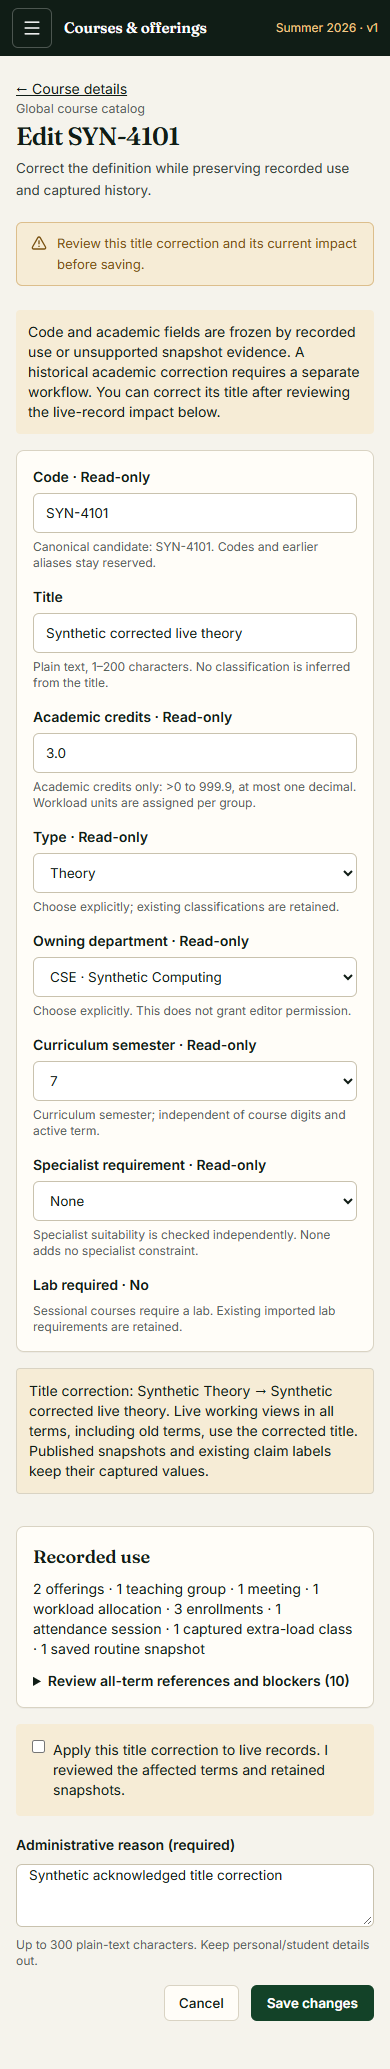 Courses & offerings
Summer 2026 · v1
← Course details
Global course catalog
Edit SYN-4101
Correct the definition while preserving recorded use
and captured history.
Review this title correction and its current impact
before saving.
Code and academic fields are frozen by recorded
use or unsupported snapshot evidence. A
historical academic correction requires a separate
workflow. You can correct its title after reviewing
the live-record impact below.
Code · Read-only
SYN-4101
Canonical candidate: SYN-4101. Codes and earlier
aliases stay reserved.
Title
Synthetic corrected live theory
Plain text, 1–200 characters. No classification is inferred
from the title.
Academic credits · Read-only
3.0
Academic credits only: >0 to 999.9, at most one decimal.
Workload units are assigned per group.
Type · Read-only
Theory
Choose explicitly; existing classifications are retained.
Owning department · Read-only
CSE · Synthetic Computing
Choose explicitly. This does not grant editor permission.
Curriculum semester · Read-only
7
Curriculum semester; independent of course digits and
active term.
Specialist requirement · Read-only
None
Specialist suitability is checked independently. None
adds no specialist constraint.
Lab required · No
Sessional courses require a lab. Existing imported lab
requirements are retained.
Title correction: Synthetic Theory → Synthetic
corrected live theory. Live working views in all
terms, including old terms, use the corrected title.
Published snapshots and existing claim labels
keep their captured values.
Recorded use
2 offerings · 1 teaching group · 1 meeting · 1
workload allocation · 3 enrollments · 1
attendance session · 1 captured extra-load class
· 1 saved routine snapshot
Review all-term references and blockers (10)
Apply this title correction to live records. I
reviewed the affected terms and retained
snapshots.
Administrative reason (required)
Synthetic acknowledged title correction
Up to 300 plain-text characters. Keep personal/student details
out.
Cancel
Save changes